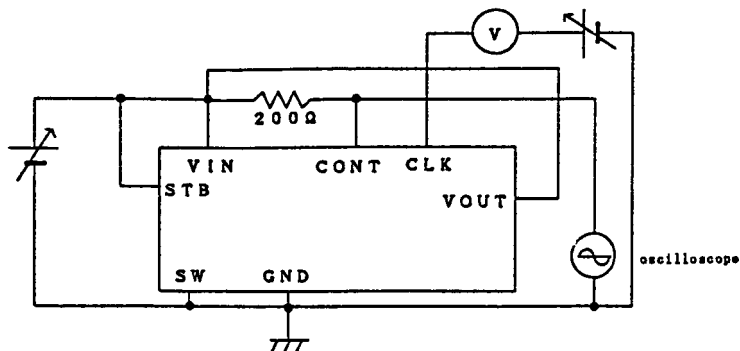 V
200Ω
VIN
CONT
CLK
STB
VOUT
SW
GND
oscilloscope